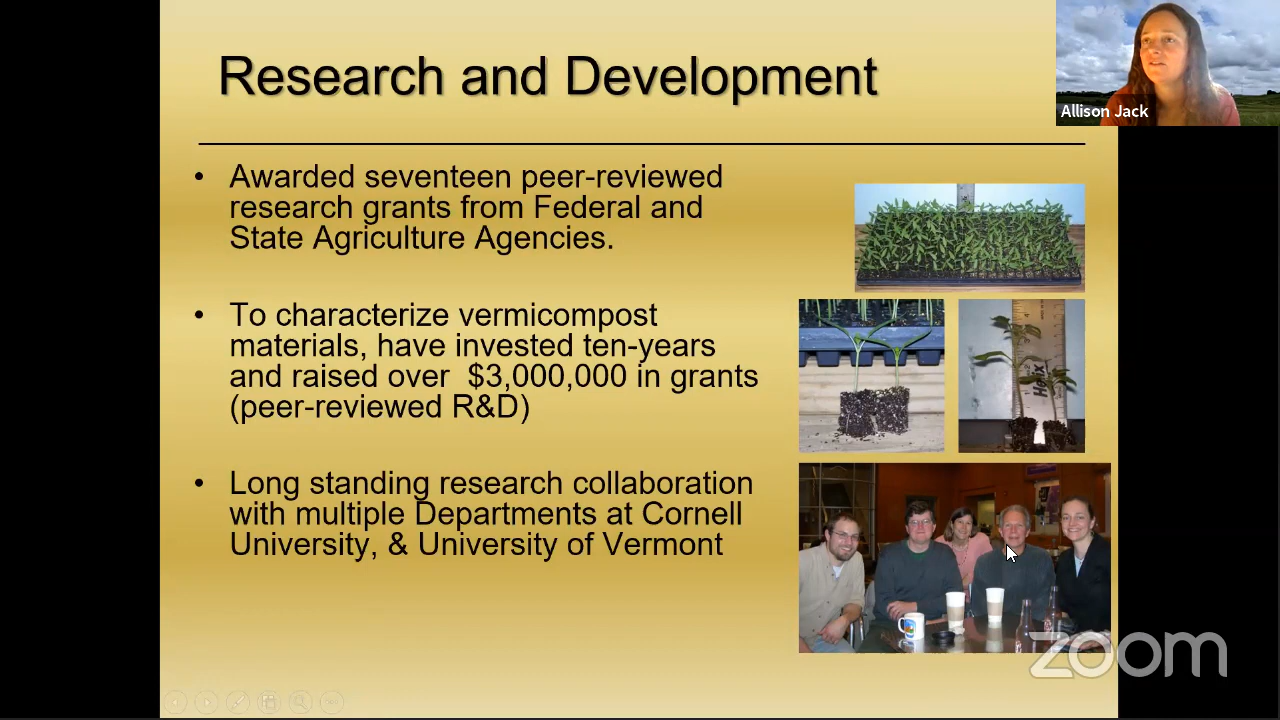 Research and Development
Allison Jack
• Awarded seventeen peer-reviewed
research grants from Federal and
State Agriculture Agencies.
• To characterize vermicompost
materials, have invested ten-years
and raised over $3,000,000 in grants
(peer-reviewed R&D)
• Long standing research collaboration
with multiple Departments at Cornell
University, & University of Vermont
Helix
zoom